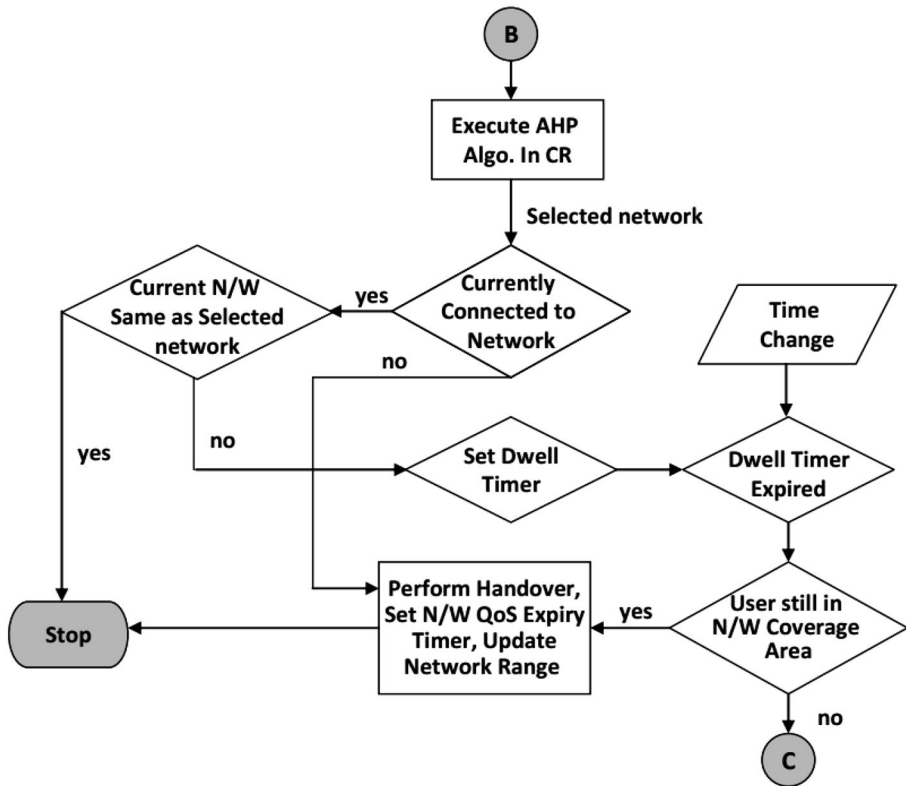 B
Execute AHP
Algo. In CR
Selected network
Current N/W
Same as Selected
network
yes
Currently
Connected to
Network
Time
Change
no
yes
no
Set Dwell
Timer
Dwell Timer
Expired
Stop
Perform Handover,
Set N/W QoS Expiry
Timer, Update
Network Range
yes
User still in
N/W Coverage
Area
no
C